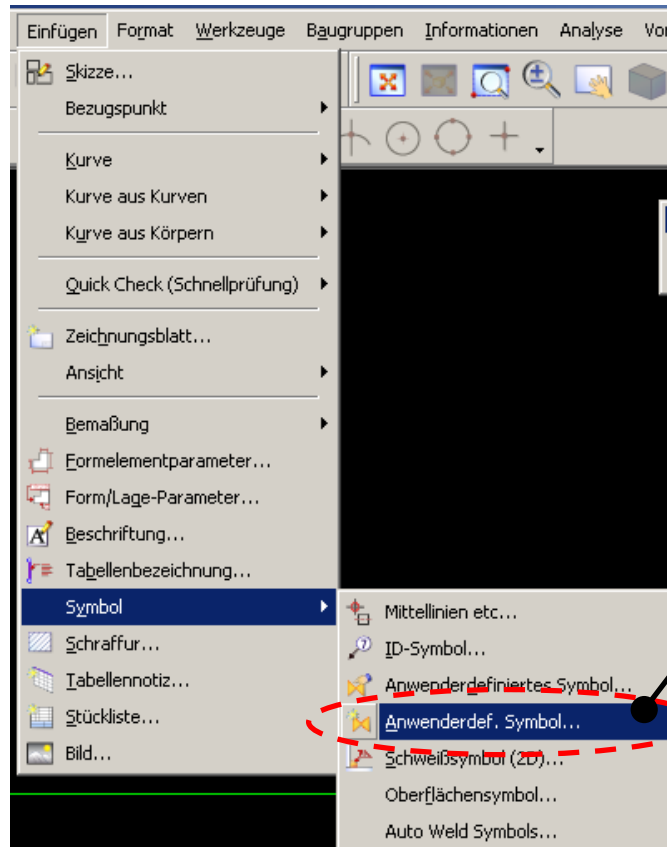 Einfügen Format Werkzeuge Baugruppen Informationen Analyse Vor
Skizze...
Bezugspunkt
Kurve
Kurve aus Kurven
Kurve aus Körpern
Quick Check (Schnellprüfung)
Zeichnungsblatt...
Ansicht
Bemaßung
Formelementparameter...
Form/Lage-Parameter...
Beschriftung...
Tabellenbezeichnung...
Symbol
Schraffur...
Tabellennotiz...
Stückliste...
Bild...
Mittellinien etc...
ID-Symbol...
Anwenderdefiniertes Symbol...
Anwenderdef. Symbol...
Schweißsymbol (2D)...
Oberflächensymbol...
Auto Weld Symbols...